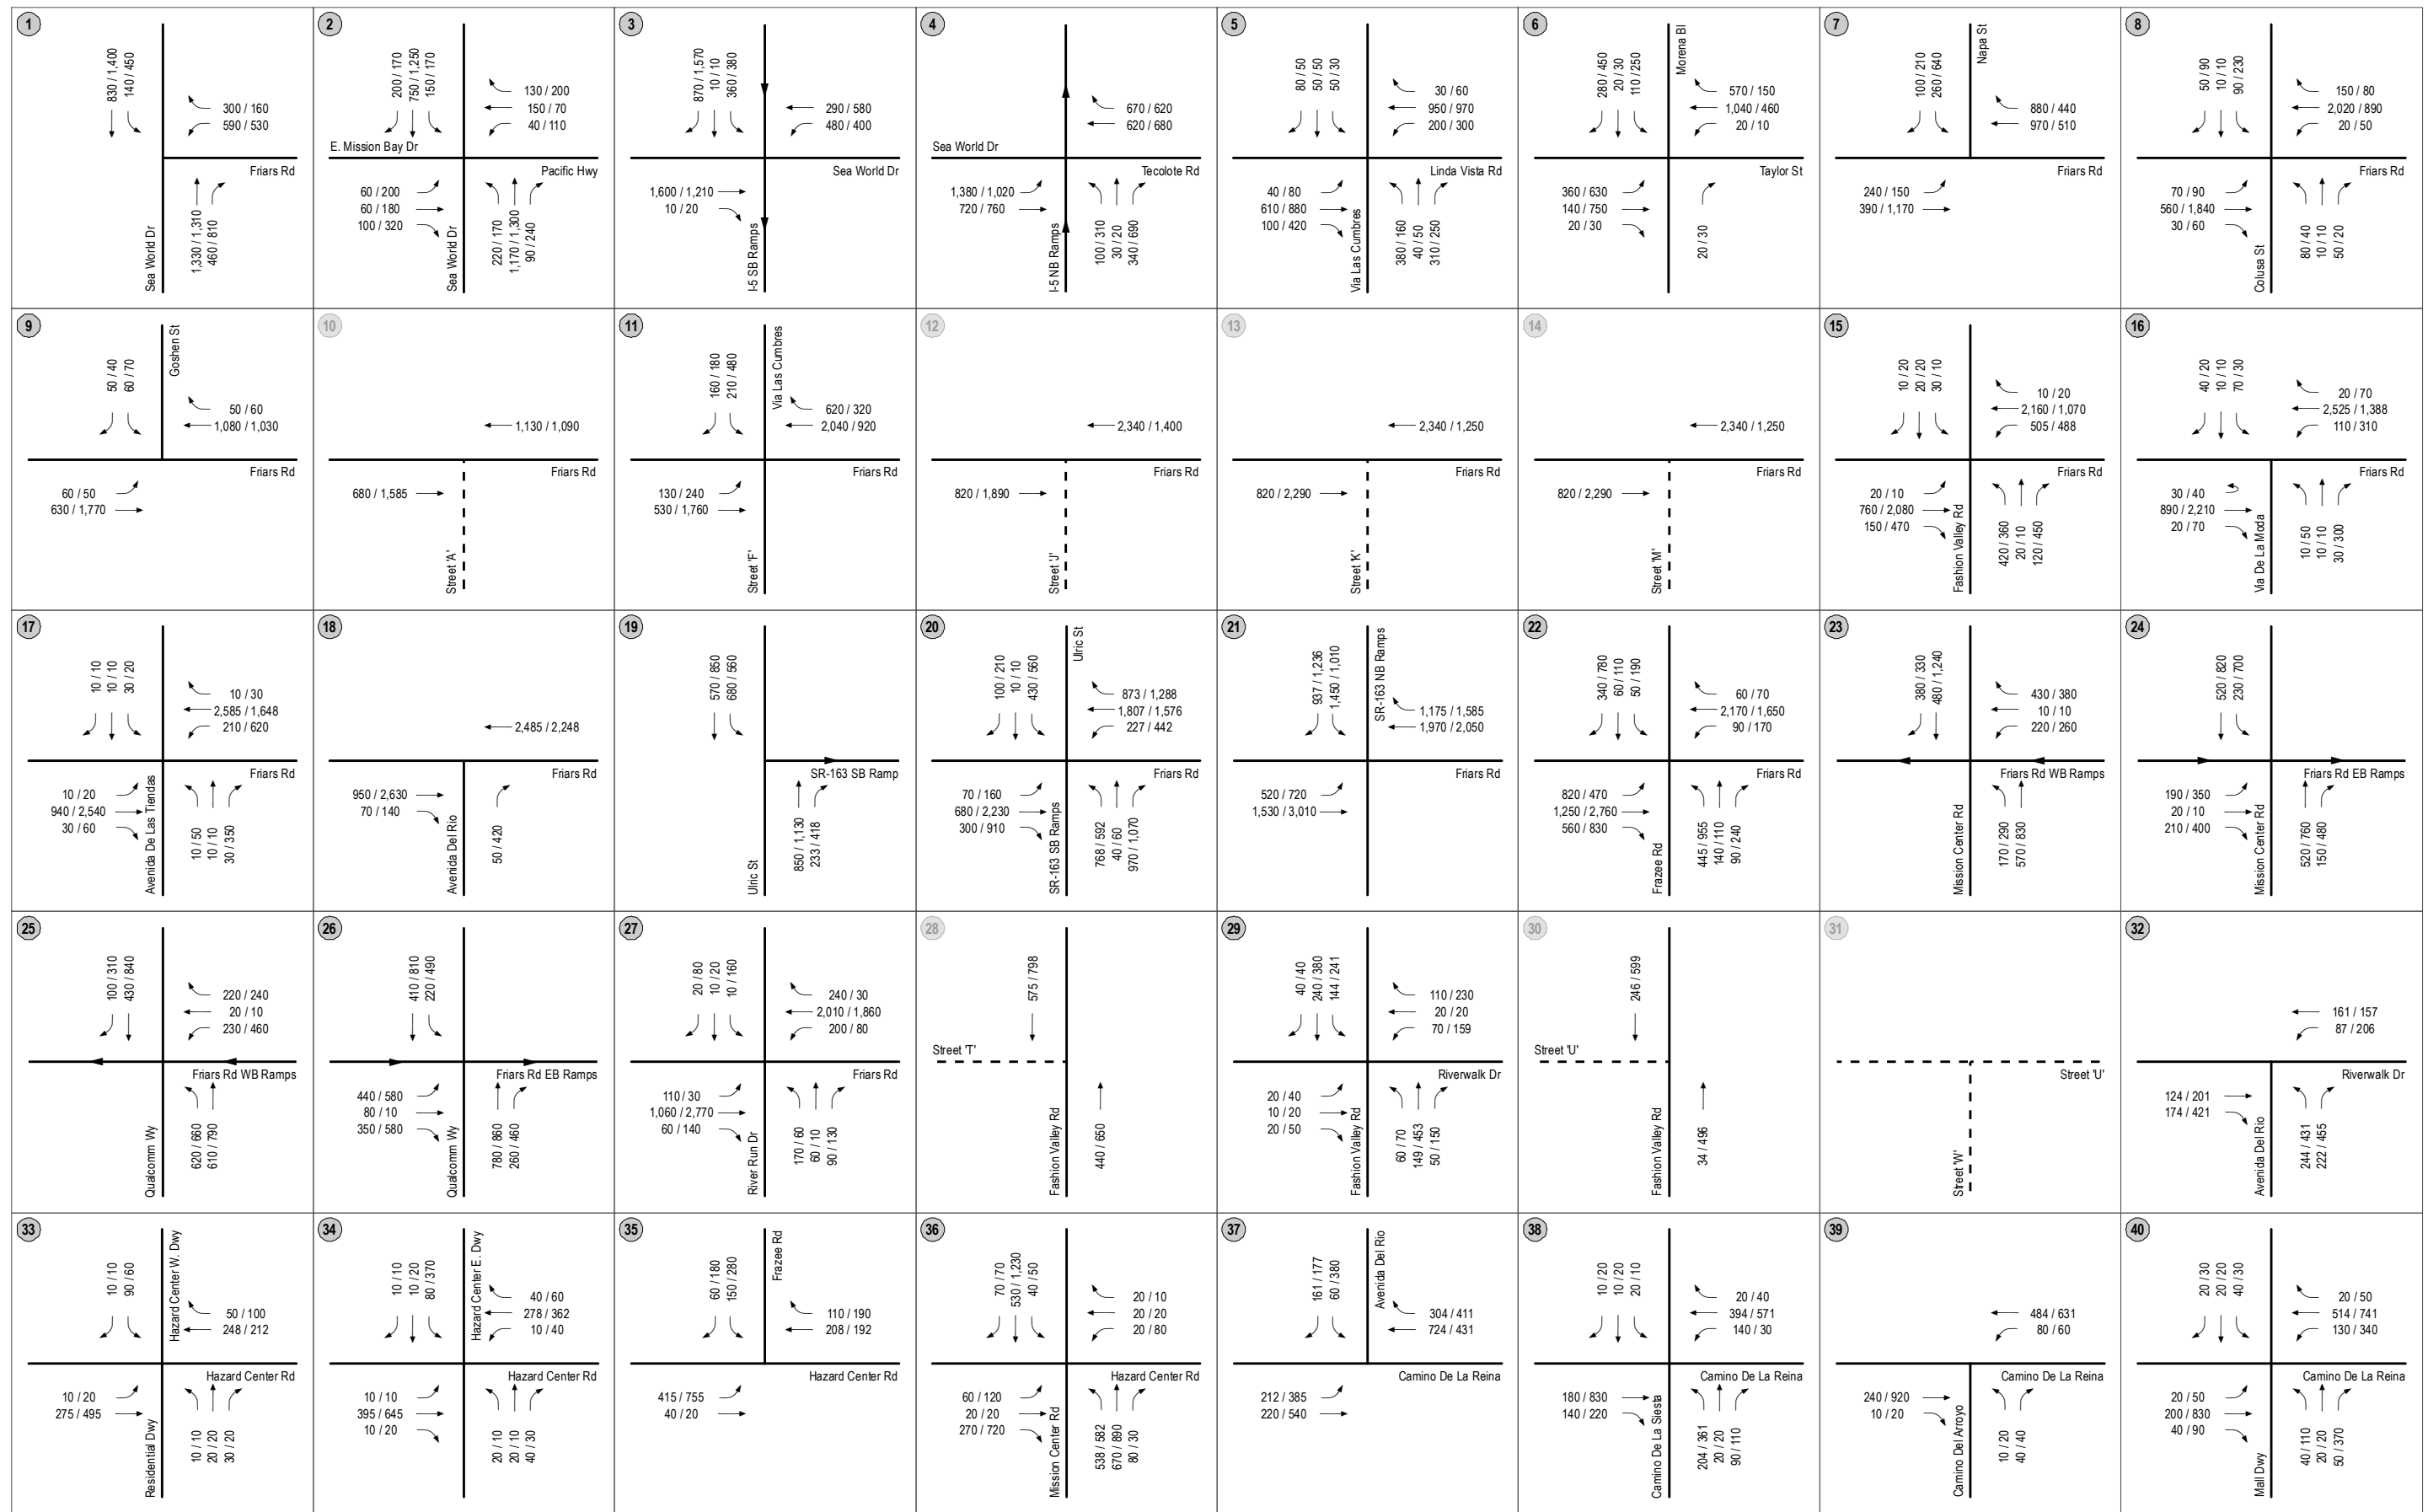 1
830 / 1,400
140 / 450
300 / 160
590 / 530
Friars Rd
Sea World Dr
1,330 / 1,310
460 / 810
2
200 / 170
750 / 1,250
150 / 170
130 / 200
150 / 70
40 / 110
E. Mission Bay Dr
Pacific Hwy
60 / 200
60 / 180
100 / 320
Sea World Dr
220 / 170
1,170 / 1,300
90 / 240
3
870 / 1,570
10 / 10
360 / 380
290 / 580
480 / 400
Sea World Dr
1,600 / 1,210
10 / 20
I-5 SB Ramps
4
670 / 620
620 / 680
Sea World Dr
Tecolote Rd
1,380 / 1,020
720 / 760
I-5 NB Ramps
100 / 310
30 / 20
340 / 690
5
80 / 50
50 / 50
50 / 30
30 / 60
950 / 970
200 / 300
Linda Vista Rd
40 / 80
610 / 880
100 / 420
Via Las Cumbres
380 / 160
40 / 50
310 / 250
6
280 / 450
20 / 30
110 / 250
Morena Bl
570 / 150
1,040 / 460
20 / 10
Taylor St
360 / 630
140 / 750
20 / 30
20 / 30
7
100 / 210
260 / 640
Napa St
880 / 440
970 / 510
Friars Rd
240 / 150
390 / 1,170
8
50 / 90
10 / 10
90 / 230
150 / 80
2,020 / 890
20 / 50
Friars Rd
70 / 90
560 / 1,840
30 / 60
Colusa St
80 / 40
10 / 10
50 / 20
9
50 / 40
60 / 70
Goshen St
50 / 60
1,080 / 1,030
Friars Rd
60 / 50
630 / 1,770
10
1,130 / 1,090
Friars Rd
680 / 1,585
Street 'A'
11
160 / 180
210 / 480
Via Las Cumbres
620 / 320
2,040 / 920
Friars Rd
130 / 240
530 / 1,760
Street 'F'
12
2,340 / 1,400
Friars Rd
820 / 1,890
Street 'J'
13
2,340 / 1,250
Friars Rd
820 / 2,290
Street 'K'
14
2,340 / 1,250
Friars Rd
820 / 2,290
Street 'M'
15
10 / 20
20 / 20
30 / 10
10 / 20
2,160 / 1,070
505 / 488
Friars Rd
20 / 10
760 / 2,080
150 / 470
Fashion Valley Rd
420 / 360
20 / 10
120 / 450
16
40 / 20
10 / 10
70 / 30
20 / 70
2,525 / 1,388
110 / 310
Friars Rd
30 / 40
890 / 2,210
20 / 70
Via De La Moda
10 / 50
10 / 10
30 / 300
17
10 / 10
10 / 10
30 / 20
10 / 30
2,585 / 1,648
210 / 620
Friars Rd
10 / 20
940 / 2,540
30 / 60
Avenida De Las Tiendas
10 / 50
10 / 10
30 / 350
18
2,485 / 2,248
Friars Rd
950 / 2,630
70 / 140
Avenida Del Rio
50 / 420
19
570 / 850
680 / 560
SR-163 SB Ramp
Ulric St
850 / 1,130
233 / 418
20
100 / 210
10 / 10
430 / 560
Ulric St
873 / 1,288
1,807 / 1,576
227 / 442
Friars Rd
70 / 160
680 / 2,230
300 / 910
SR-163 SB Ramps
768 / 592
40 / 60
970 / 1,070
21
937 / 1,236
1,450 / 1,010
SR-163 NB Ramps
1,175 / 1,585
1,970 / 2,050
Friars Rd
520 / 720
1,530 / 3,010
22
340 / 780
60 / 110
50 / 190
60 / 70
2,170 / 1,650
90 / 170
Friars Rd
820 / 470
1,250 / 2,760
560 / 830
Frazee Rd
445 / 955
140 / 110
90 / 240
23
380 / 330
480 / 1,240
430 / 380
10 / 10
220 / 260
Friars Rd WB Ramps
Mission Center Rd
170 / 290
570 / 830
24
520 / 820
230 / 700
Friars Rd EB Ramps
190 / 350
20 / 10
210 / 400
Mission Center Rd
520 / 760
150 / 480
25
100 / 310
430 / 840
220 / 240
20 / 10
230 / 460
Friars Rd WB Ramps
Qualcomm Wy
620 / 660
610 / 790
26
410 / 810
220 / 490
Friars Rd EB Ramps
440 / 580
80 / 10
350 / 580
Qualcomm Wy
780 / 860
260 / 460
27
20 / 80
10 / 20
10 / 160
240 / 30
2,010 / 1,860
200 / 80
Friars Rd
110 / 30
1,060 / 2,770
60 / 140
River Run Dr
170 / 60
60 / 10
90 / 130
28
575 / 798
Street 'T'
Fashion Valley Rd
440 / 650
29
40 / 40
240 / 380
144 / 241
110 / 230
20 / 20
70 / 159
Riverwalk Dr
20 / 40
10 / 20
20 / 50
Fashion Valley Rd
60 / 70
149 / 453
50 / 150
30
246 / 599
Street 'U'
Fashion Valley Rd
34 / 496
31
Street 'U'
Street 'W'
32
161 / 157
87 / 206
Riverwalk Dr
124 / 201
174 / 421
Avenida Del Rio
244 / 431
222 / 455
33
10 / 10
90 / 60
Hazard Center W. Dwy
50 / 100
248 / 212
Hazard Center Rd
10 / 20
275 / 495
Residential Dwy
10 / 10
20 / 20
30 / 20
34
10 / 10
10 / 20
80 / 370
Hazard Center E. Dwy
40 / 60
278 / 362
10 / 40
Hazard Center Rd
10 / 10
395 / 645
10 / 20
20 / 10
20 / 10
40 / 30
35
60 / 180
150 / 280
Frazee Rd
110 / 190
208 / 192
Hazard Center Rd
415 / 755
40 / 20
36
70 / 70
530 / 1,230
40 / 50
20 / 10
20 / 20
20 / 80
Hazard Center Rd
60 / 120
20 / 20
270 / 720
Mission Center Rd
538 / 582
670 / 890
80 / 30
37
161 / 177
60 / 380
Avenida Del Rio
304 / 411
724 / 431
Camino De La Reina
212 / 385
220 / 540
38
10 / 20
10 / 20
20 / 10
20 / 40
394 / 571
140 / 30
Camino De La Reina
180 / 830
140 / 220
Camino De La Siesta
204 / 361
20 / 20
90 / 110
39
484 / 631
80 / 60
Camino De La Reina
240 / 920
10 / 20
Camino Del Arroyo
10 / 20
40 / 40
40
20 / 30
20 / 20
40 / 30
20 / 50
514 / 741
130 / 340
Camino De La Reina
20 / 50
200 / 830
40 / 90
Mall Dwy
40 / 110
20 / 20
50 / 370